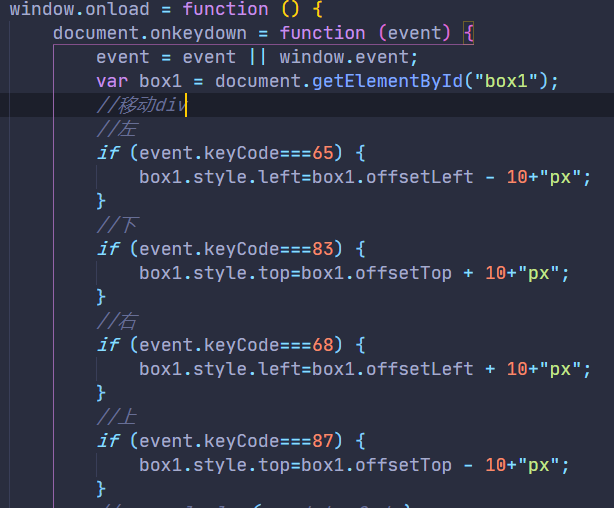 window.onload = function () {
document.onkeydown = function (event) {
event = event || window.event;
var box1 = document.getElementById("box1");
//移动div
//左
if (event.keyCode===65) {
box1.style.left=box1.offsetLeft - 10+"px";
}
//下
if (event.keyCode===83) {
box1.style.top=box1.offsetTop + 10+"px";
}
//右
if (event.keyCode===68) {
box1.style.left=box1.offsetLeft + 10+"px";
}
//上
if (event.keyCode===87) {
box1.style.top=box1.offsetTop - 10+"px";
}